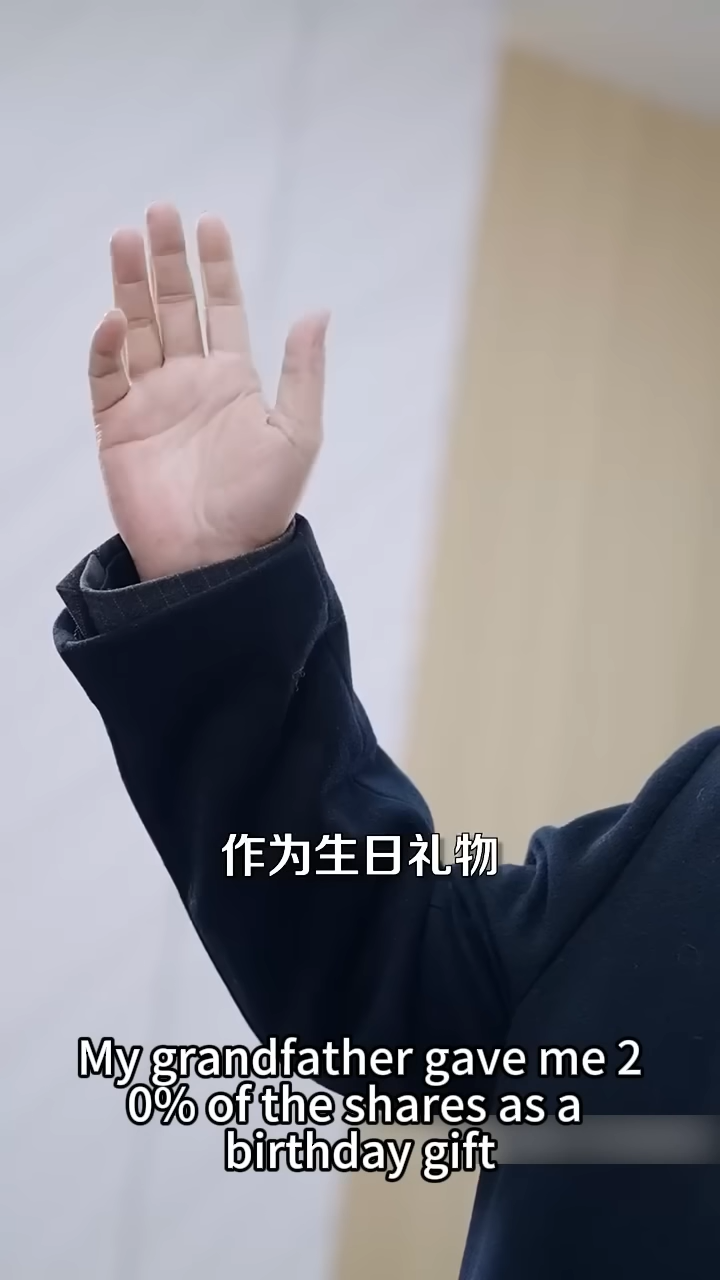 作为生日礼物
My grandfather gave me 2
0% of the shares as a
birthday gift